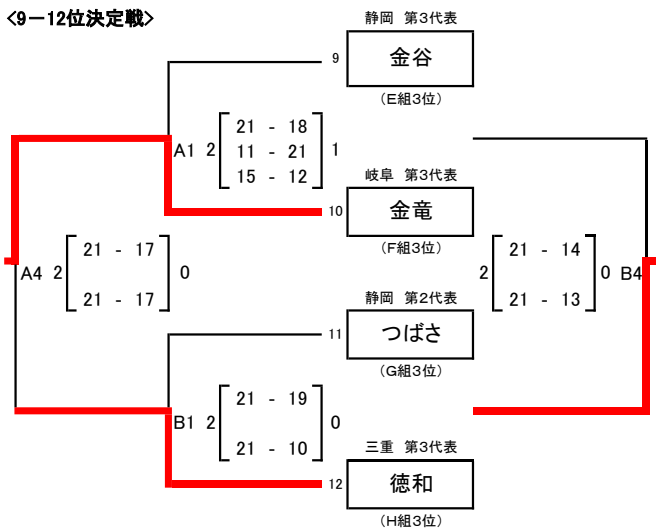 <9－12位決定戦>
静岡 第3代表
9 金谷
(E組3位)
A1 2 21 - 18 1
11 - 21
15 - 12
岐阜 第3代表
10 金竜
(F組3位)
A4 2 21 - 17 0
21 - 17
2 21 - 14 0 B4
21 - 13
静岡 第2代表
11 つばさ
(G組3位)
B1 2 21 - 19 0
21 - 10
三重 第3代表
12 徳和
(H組3位)